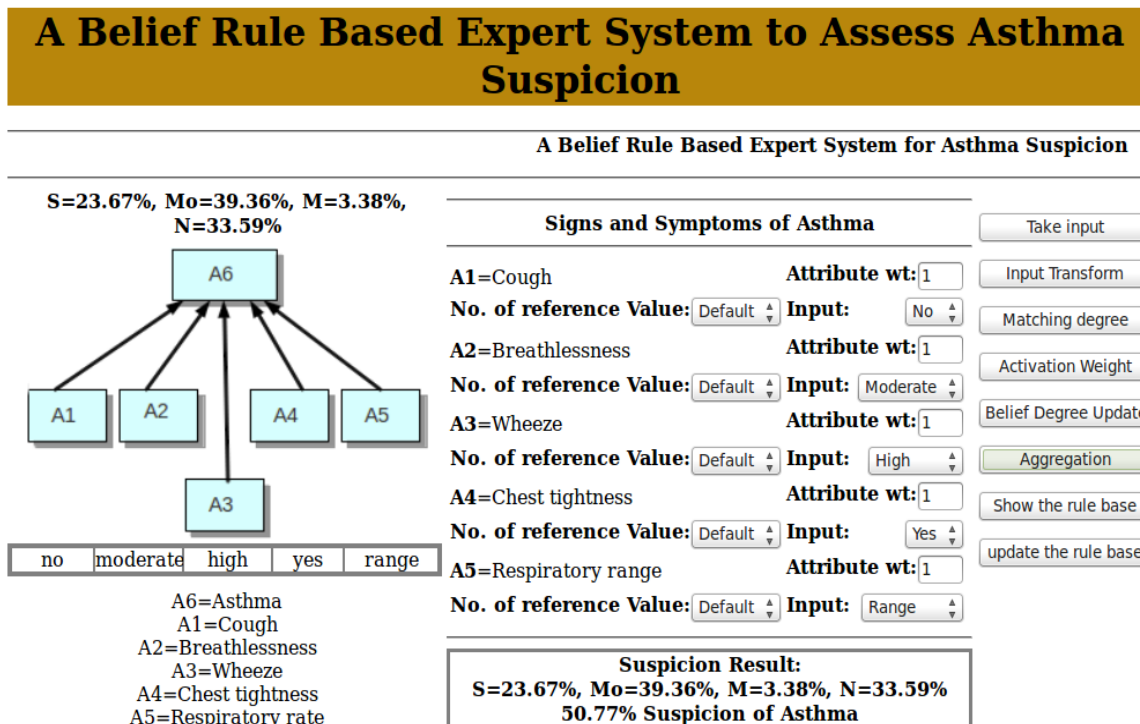 A Belief Rule Based Expert System to Assess Asthma
Suspicion
A Belief Rule Based Expert System for Asthma Suspicion
S=23.67%, Mo=39.36%, M=3.38%,
N=33.59%
A6
A1
A2
A4
A5
A3
no moderate high yes range
A6=Asthma
A1=Cough
A2=Breathlessness
A3=Wheeze
A4=Chest tightness
A5=Respiratory rate
Signs and Symptoms of Asthma
A1=Cough Attribute wt: 1
No. of reference Value: Default Input: No
A2=Breathlessness Attribute wt: 1
No. of reference Value: Default Input: Moderate
A3=Wheeze Attribute wt: 1
No. of reference Value: Default Input: High
A4=Chest tightness Attribute wt: 1
No. of reference Value: Default Input: Yes
A5=Respiratory range Attribute wt: 1
No. of reference Value: Default Input: Range
Suspicion Result:
S=23.67%, Mo=39.36%, M=3.38%, N=33.59%
50.77% Suspicion of Asthma
Take input
Input Transform
Matching degree
Activation Weight
Belief Degree Update
Aggregation
Show the rule base
update the rule base